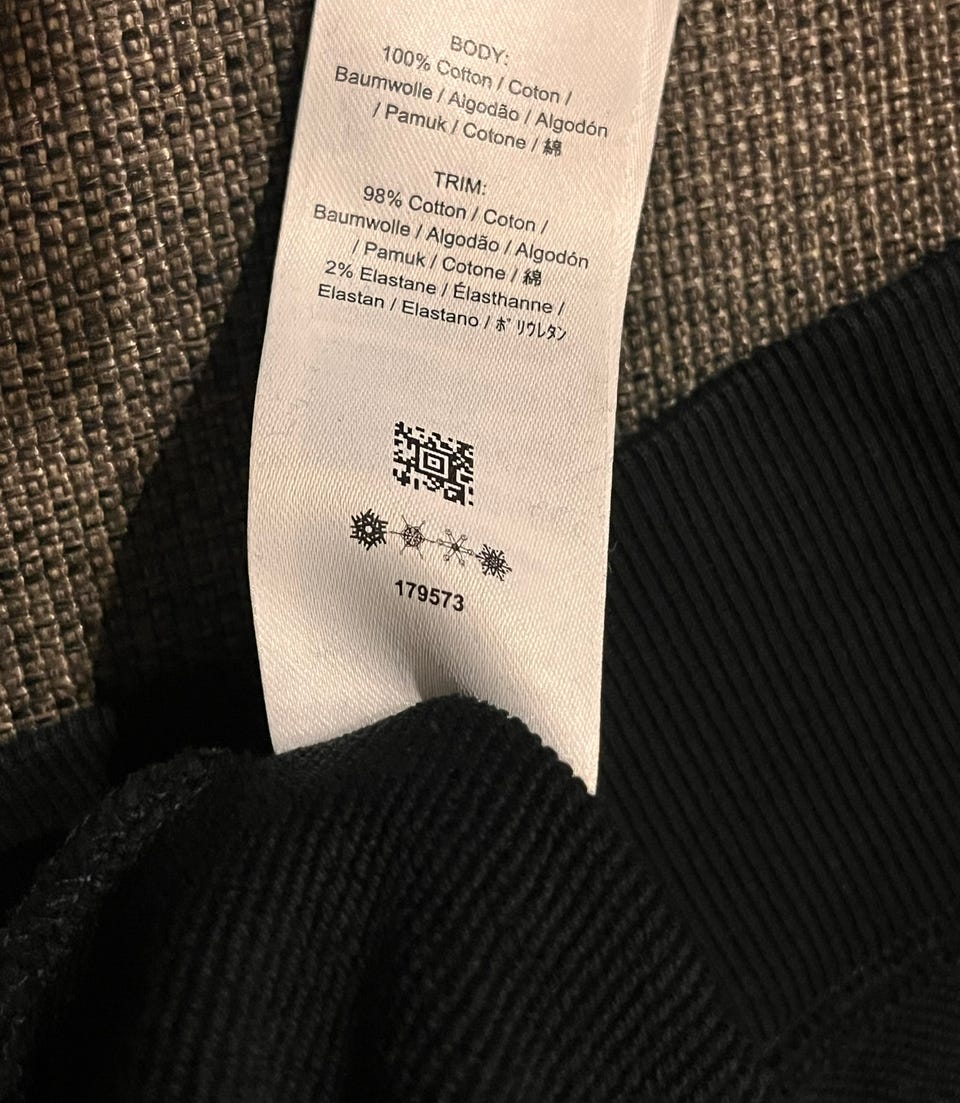 BODY:
100% Cotton / Coton /
Baumwolle / Algodão / Algodón
/ Pamuk / Cotone / 綿
TRIM:
98% Cotton / Coton /
Baumwolle / Algodão / Algodón
/ Pamuk / Cotone / 綿
2% Elastane / Élasthanne /
Elastan / Elastano / ポリウレタン
179573